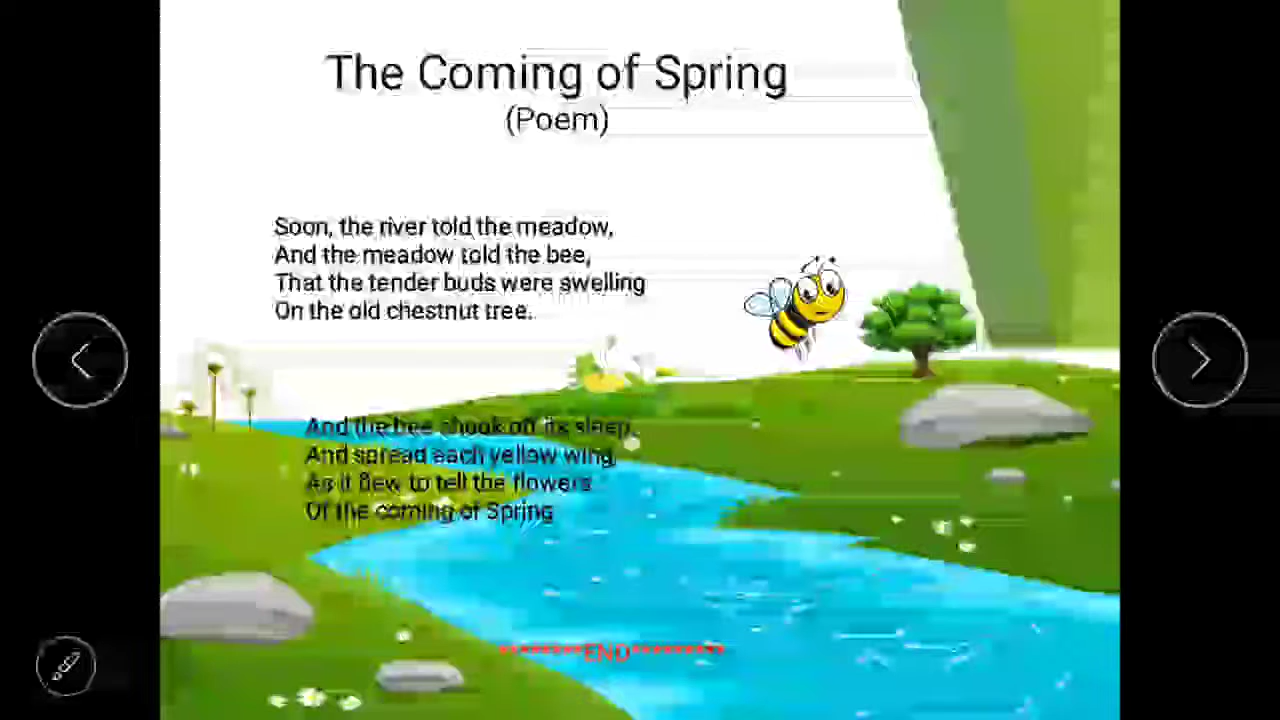 The Coming of Spring
(Poem)
Soon, the river told the meadow,
And the meadow told the bee,
That the tender buds were swelling
On the old chestnut tree.
And the bee shook off its sleep,
And spread each yellow wing,
As it flew to tell the flowers
Of the coming of Spring
*********END**********